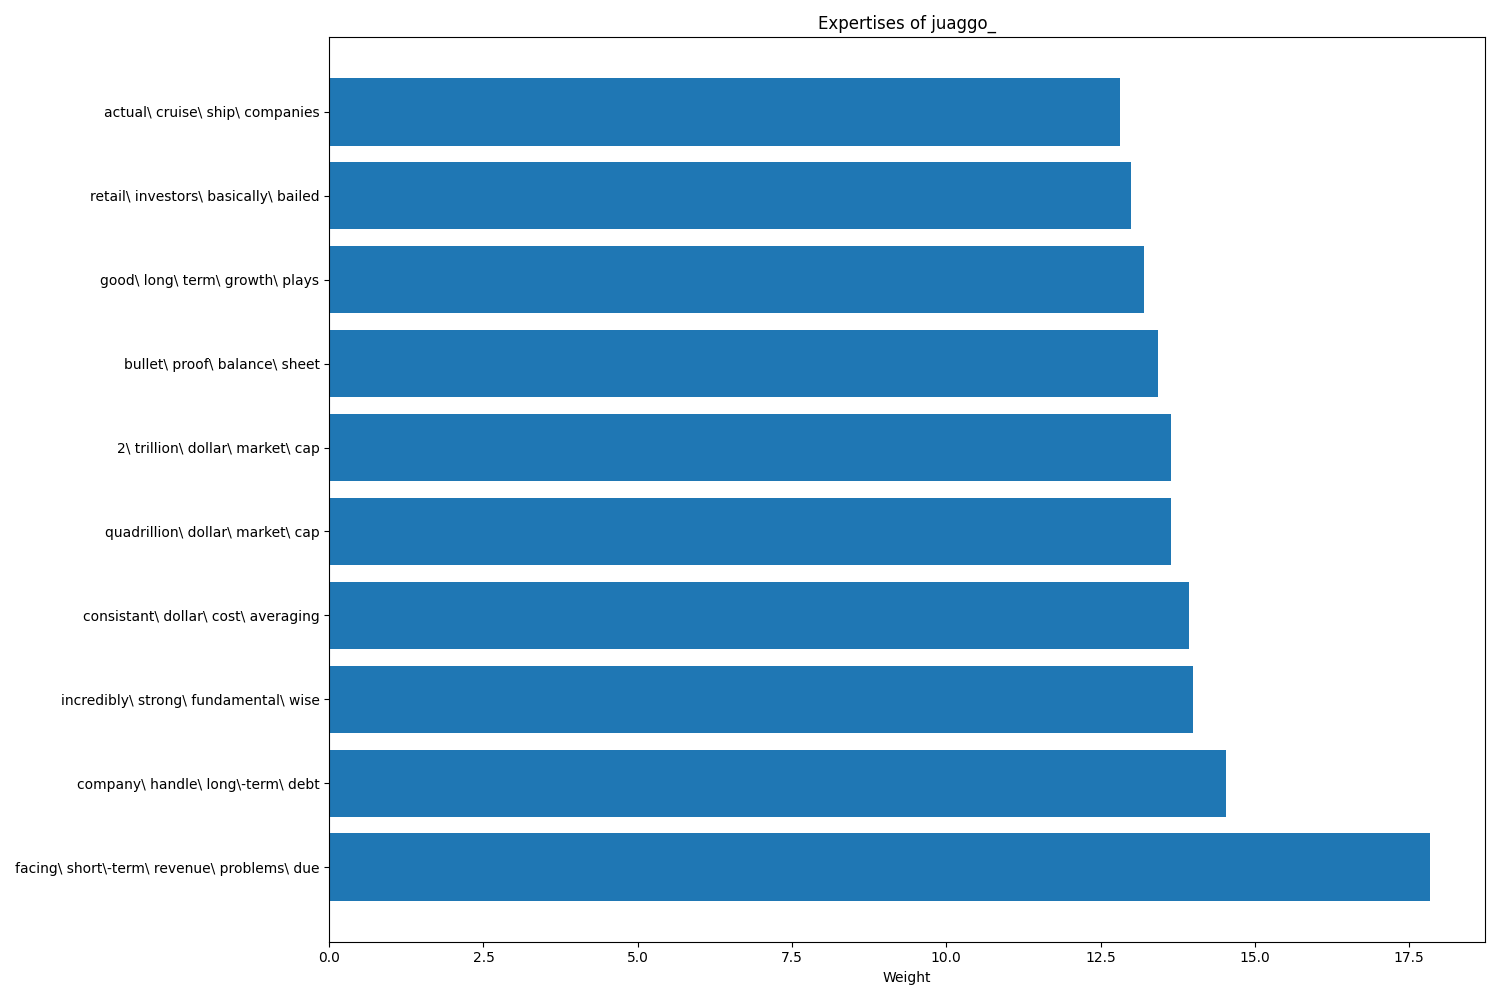 Expertises of juaggo_
actual\ cruise\ ship\ companies
retail\ investors\ basically\ bailed
good\ long\ term\ growth\ plays
bullet\ proof\ balance\ sheet
2\ trillion\ dollar\ market\ cap
quadrillion\ dollar\ market\ cap
consistant\ dollar\ cost\ averaging
incredibly\ strong\ fundamental\ wise
company\ handle\ long\-term\ debt
facing\ short\-term\ revenue\ problems\ due
0.0 2.5 5.0 7.5 10.0 12.5 15.0 17.5
Weight